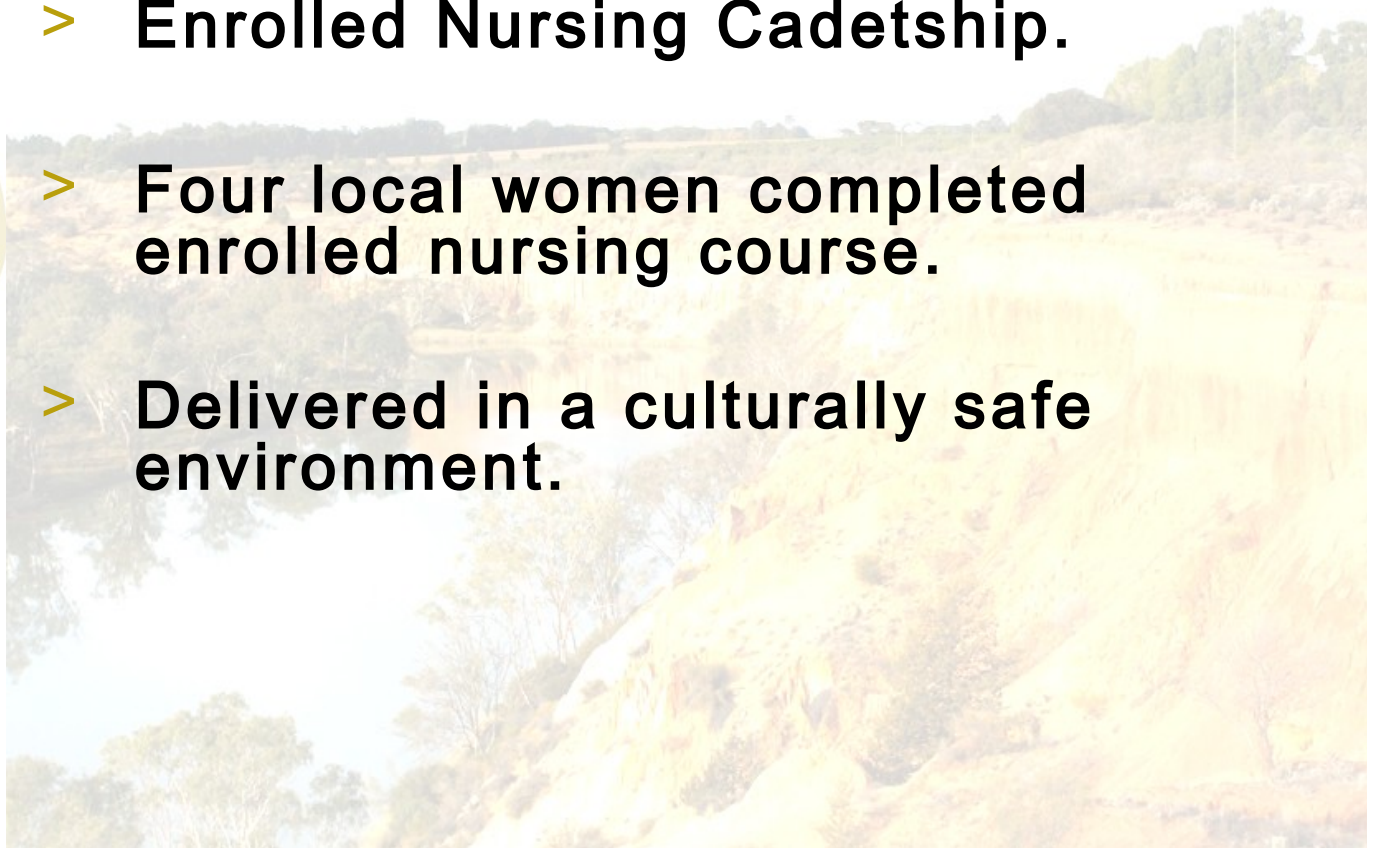 > Enrolled Nursing Cadetship.
> Four local women completed
enrolled nursing course.
> Delivered in a culturally safe
environment.